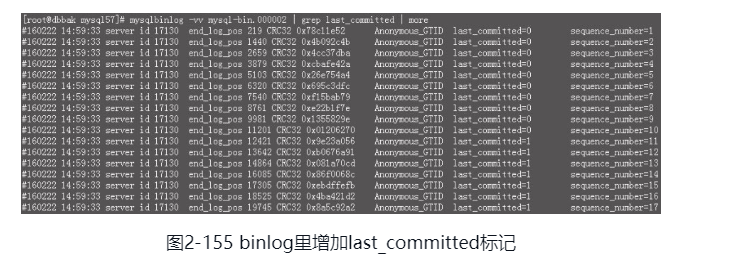 [root@dbbak mysql57]# mysqlbinlog -vv mysql-bin.000002 | grep last_committed | more
#160222 14:59:33 server id 17130  end_log_pos 219 CRC32 0x78c11e52  Anonymous_GTID  last_committed=0  sequence_number=1
#160222 14:59:33 server id 17130  end_log_pos 1440 CRC32 0x4b092c4b  Anonymous_GTID  last_committed=0  sequence_number=2
#160222 14:59:33 server id 17130  end_log_pos 2659 CRC32 0x4cc37dba  Anonymous_GTID  last_committed=0  sequence_number=3
#160222 14:59:33 server id 17130  end_log_pos 3879 CRC32 0xcbafe42a  Anonymous_GTID  last_committed=0  sequence_number=4
#160222 14:59:33 server id 17130  end_log_pos 5103 CRC32 0x26e754a4  Anonymous_GTID  last_committed=0  sequence_number=5
#160222 14:59:33 server id 17130  end_log_pos 6320 CRC32 0x695c3dfc  Anonymous_GTID  last_committed=0  sequence_number=6
#160222 14:59:33 server id 17130  end_log_pos 7540 CRC32 0xf15bab79  Anonymous_GTID  last_committed=0  sequence_number=7
#160222 14:59:33 server id 17130  end_log_pos 8761 CRC32 0xe22b1f7e  Anonymous_GTID  last_committed=0  sequence_number=8
#160222 14:59:33 server id 17130  end_log_pos 9981 CRC32 0x1355829e  Anonymous_GTID  last_committed=0  sequence_number=9
#160222 14:59:33 server id 17130  end_log_pos 11201 CRC32 0x01206270  Anonymous_GTID  last_committed=0  sequence_number=10
#160222 14:59:33 server id 17130  end_log_pos 12421 CRC32 0x9e23a056  Anonymous_GTID  last_committed=1  sequence_number=11
#160222 14:59:33 server id 17130  end_log_pos 13642 CRC32 0xb0676a91  Anonymous_GTID  last_committed=1  sequence_number=12
#160222 14:59:33 server id 17130  end_log_pos 14864 CRC32 0x081a70cd  Anonymous_GTID  last_committed=1  sequence_number=13
#160222 14:59:33 server id 17130  end_log_pos 16085 CRC32 0x86f0068c  Anonymous_GTID  last_committed=1  sequence_number=14
#160222 14:59:33 server id 17130  end_log_pos 17305 CRC32 0xebdffefb  Anonymous_GTID  last_committed=1  sequence_number=15
#160222 14:59:33 server id 17130  end_log_pos 18525 CRC32 0x4ba421d2  Anonymous_GTID  last_committed=1  sequence_number=16
#160222 14:59:33 server id 17130  end_log_pos 19745 CRC32 0x8a5c92a2  Anonymous_GTID  last_committed=1  sequence_number=17
图2-155 binlog里增加last_committed标记